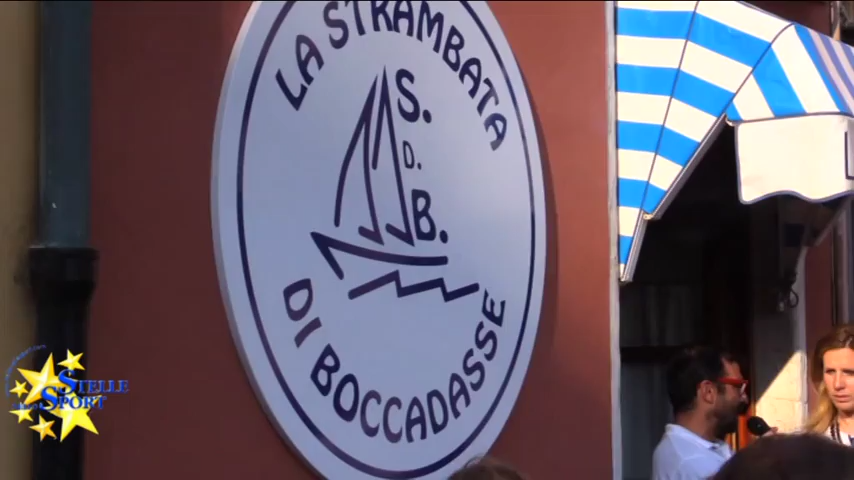 LA STRAMBATA
S.
D.
B.
DI BOCCADASSE
STELLE
SPORT